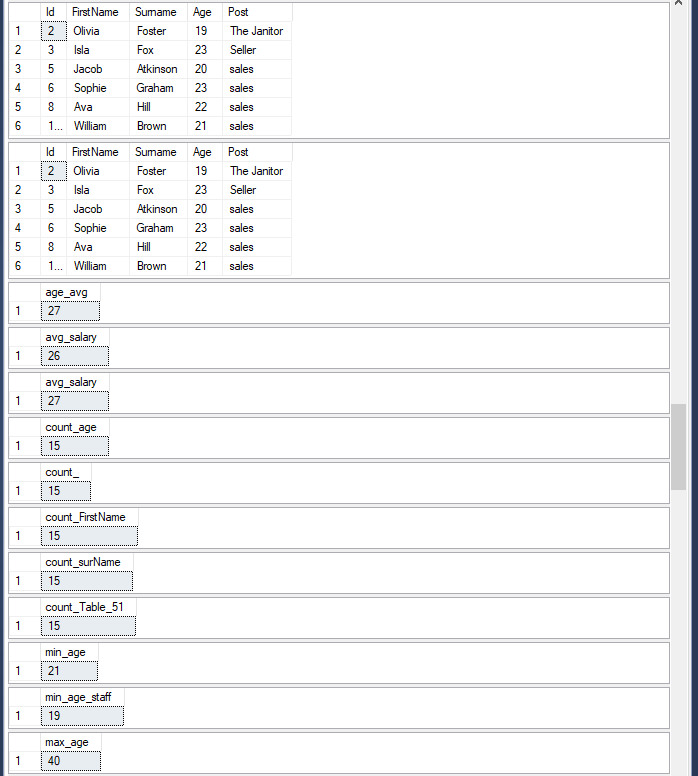 Id FirstName Surname Age Post
1 2 Olivia Foster 19 The Janitor
2 3 Isla Fox 23 Seller
3 5 Jacob Atkinson 20 sales
4 6 Sophie Graham 23 sales
5 8 Ava Hill 22 sales
6 1... William Brown 21 sales
Id FirstName Surname Age Post
1 2 Olivia Foster 19 The Janitor
2 3 Isla Fox 23 Seller
3 5 Jacob Atkinson 20 sales
4 6 Sophie Graham 23 sales
5 8 Ava Hill 22 sales
6 1... William Brown 21 sales
age_avg
1 27
avg_salary
1 26
avg_salary
1 27
count_age
1 15
count_
1 15
count_FirstName
1 15
count_surName
1 15
count_Table_51
1 15
min_age
1 21
min_age_staff
1 19
max_age
1 40